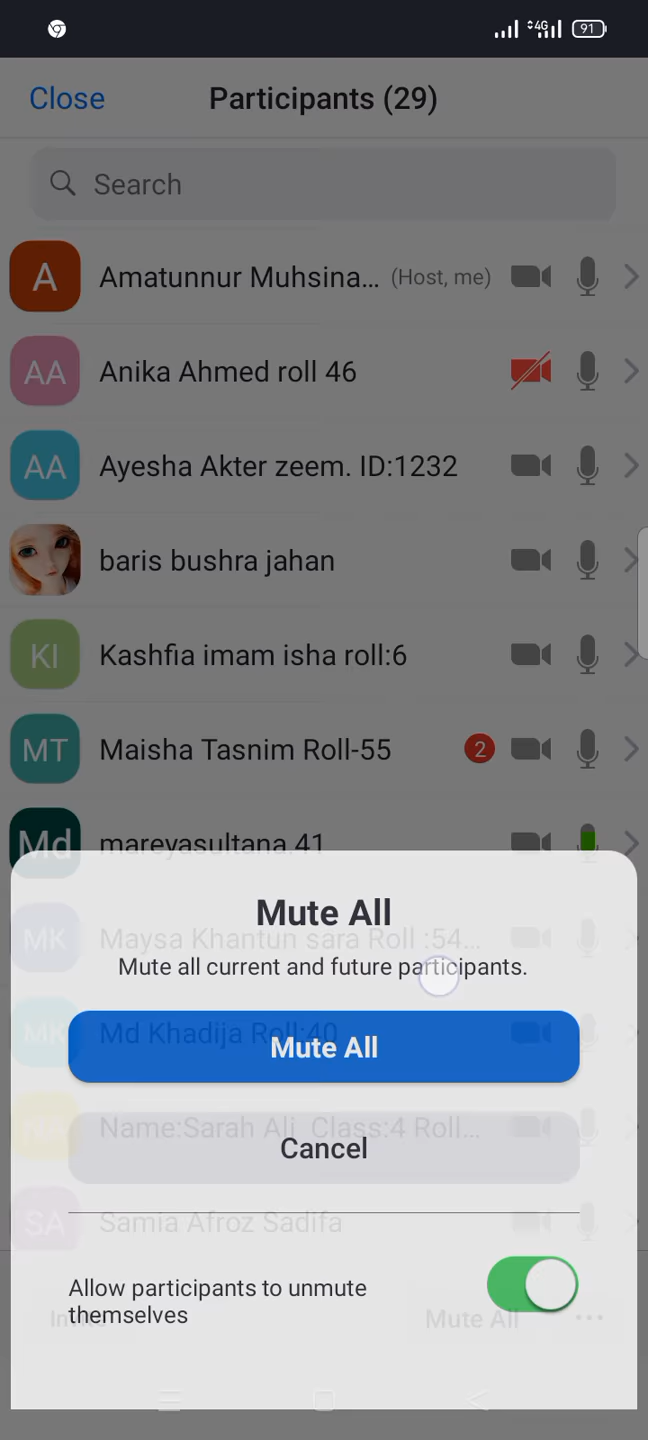 4G 91
Close Participants (29)
Search
A Amatunnur Muhsina... (Host, me)
AA Anika Ahmed roll 46
AA Ayesha Akter zeem. ID:1232
baris bushra jahan
KI Kashfia imam isha roll:6
MT Maisha Tasnim Roll-55 2
Md mareyasultana.41
Mute All
MK Maysa Khantun sara Roll :54...
Mute all current and future participants.
MK Md Khadija Roll:40
Mute All
Name:Sarah Ali Class:4 Roll...
Cancel
SA Samia Afroz Sadifa
Allow participants to unmute
themselves
Mute All ...